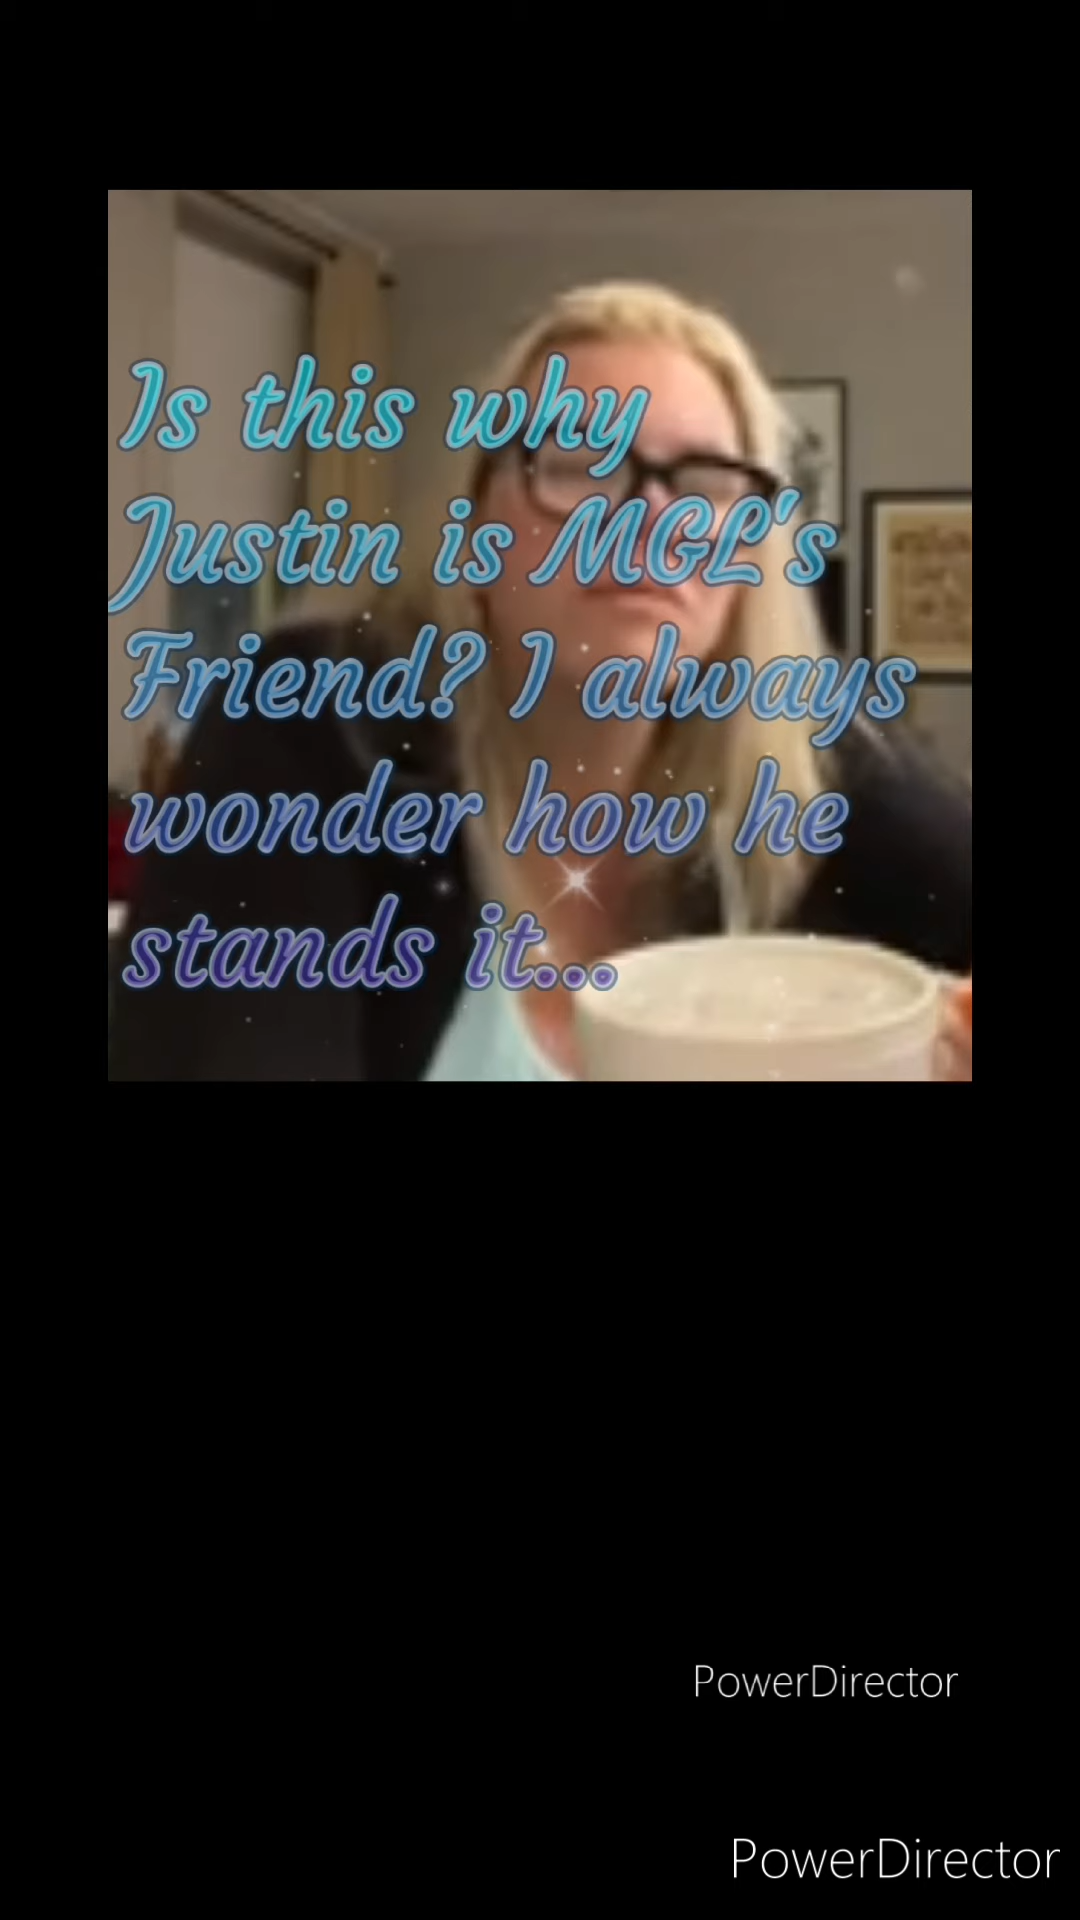 Is this why
Justin is MGL's
Friend? I always
wonder how he
stands it...
PowerDirector
PowerDirector